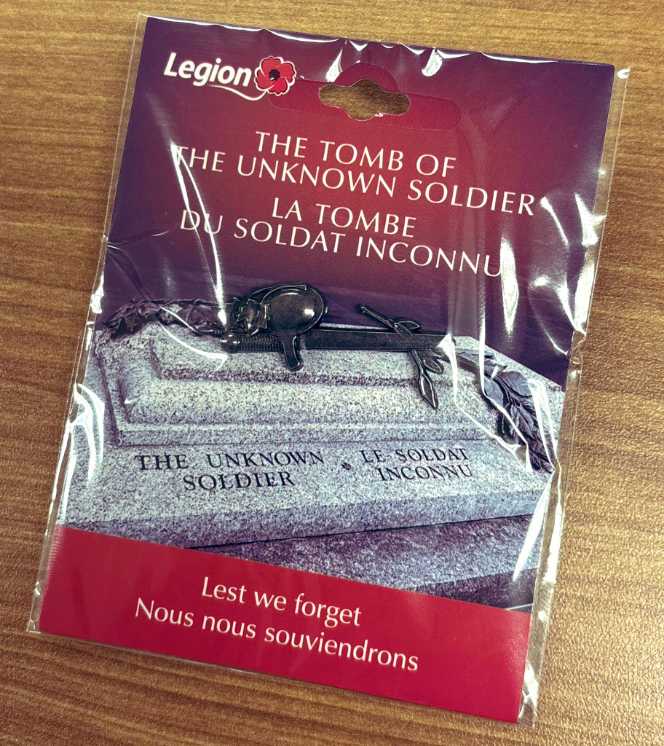 Legion
THE TOMB OF
THE UNKNOWN SOLDIER
LA TOMBE
DU SOLDAT INCONNU
THE UNKNOWN
SOLDIER
LE SOLDAT
INCONNU
Lest we forget
Nous nous souviendrons